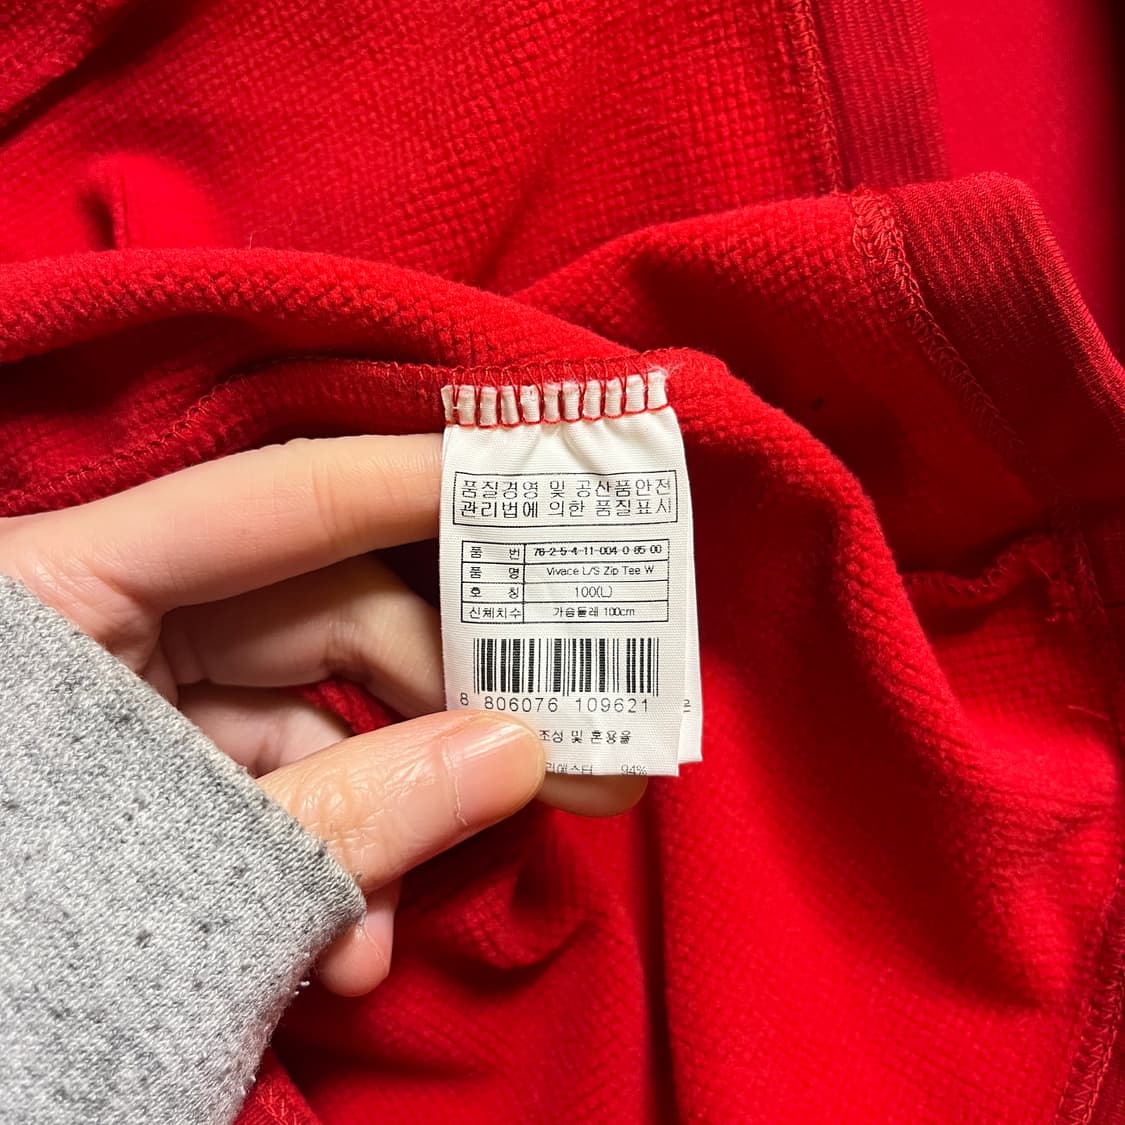 품질경영 및 공산품안전
관리법에 의한 품질표시
품 번 78-2-5-4-11-004-0-85-00
품 명 Vivace L/S Zip Tee W
호 칭 100(L)
신체치수 가슴둘레 100cm
8 806076 109621
조성 및 혼용율
94%